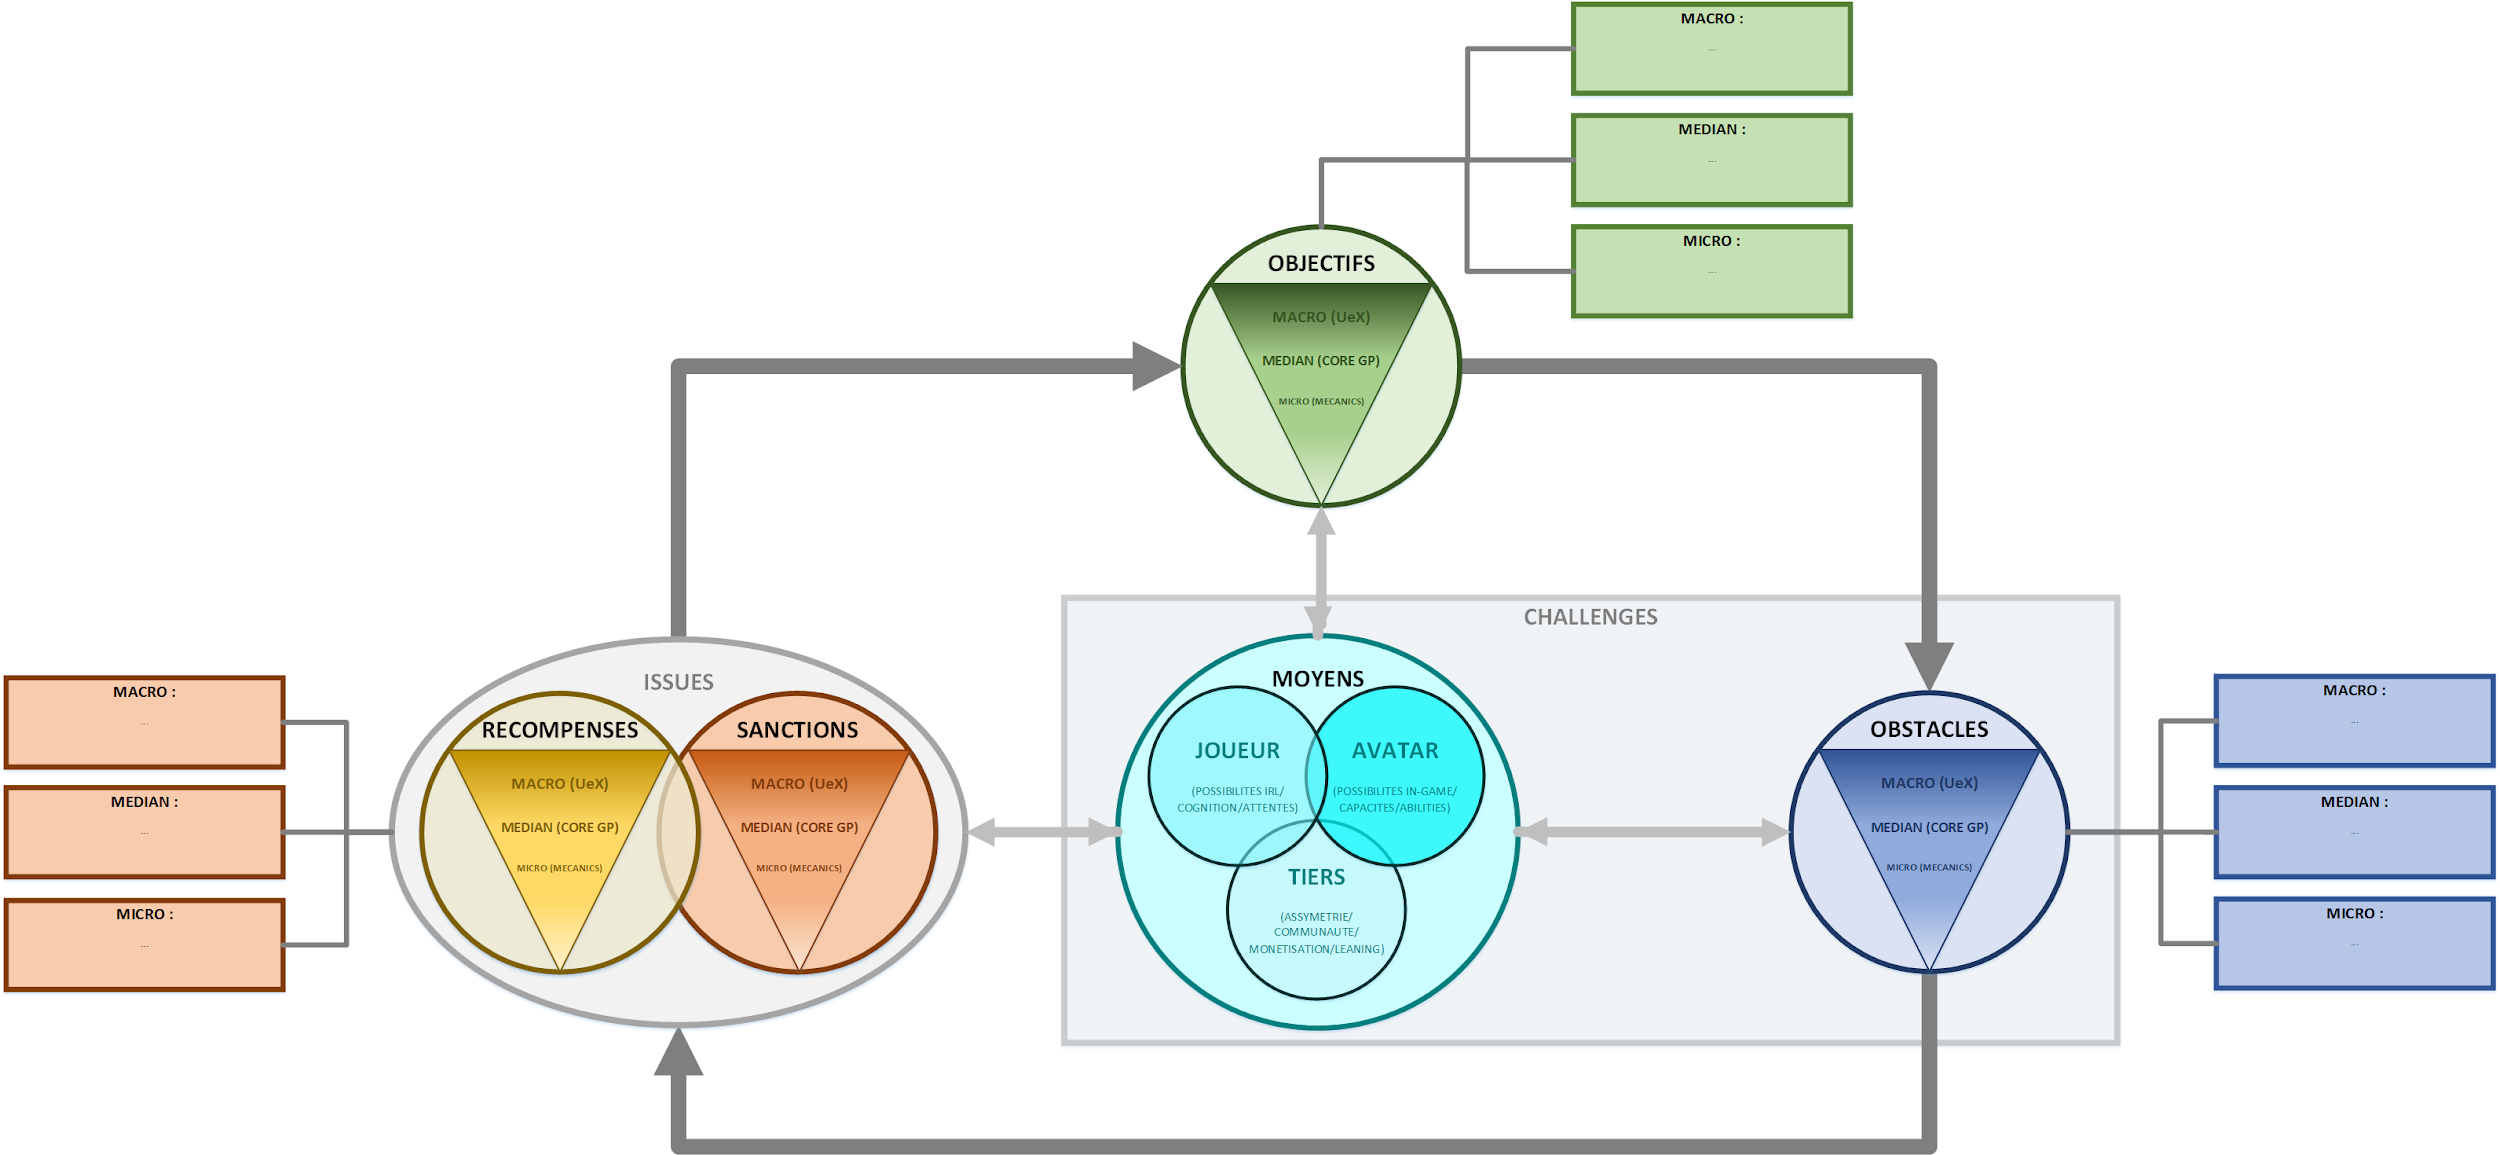 MACRO :
...
MEDIAN :
...
MICRO :
...
OBJECTIFS
MACRO (UeX)
MEDIAN (CORE GP)
MICRO (MECANICS)
CHALLENGES
MOYENS
JOUEUR
(POSSIBILITES IRL/
COGNITION/ATTENTES)
AVATAR
(POSSIBILITES IN-GAME/
CAPACITES/ABILITIES)
TIERS
(ASSYMETRIE/
COMMUNAUTE/
MONETISATION/LEANING)
ISSUES
RECOMPENSES
MACRO (UeX)
MEDIAN (CORE GP)
MICRO (MECANICS)
SANCTIONS
MACRO (UeX)
MEDIAN (CORE GP)
MICRO (MECANICS)
OBSTACLES
MACRO (UeX)
MEDIAN (CORE GP)
MICRO (MECANICS)
MACRO :
...
MEDIAN :
...
MICRO :
...
MACRO :
...
MEDIAN :
...
MICRO :
...